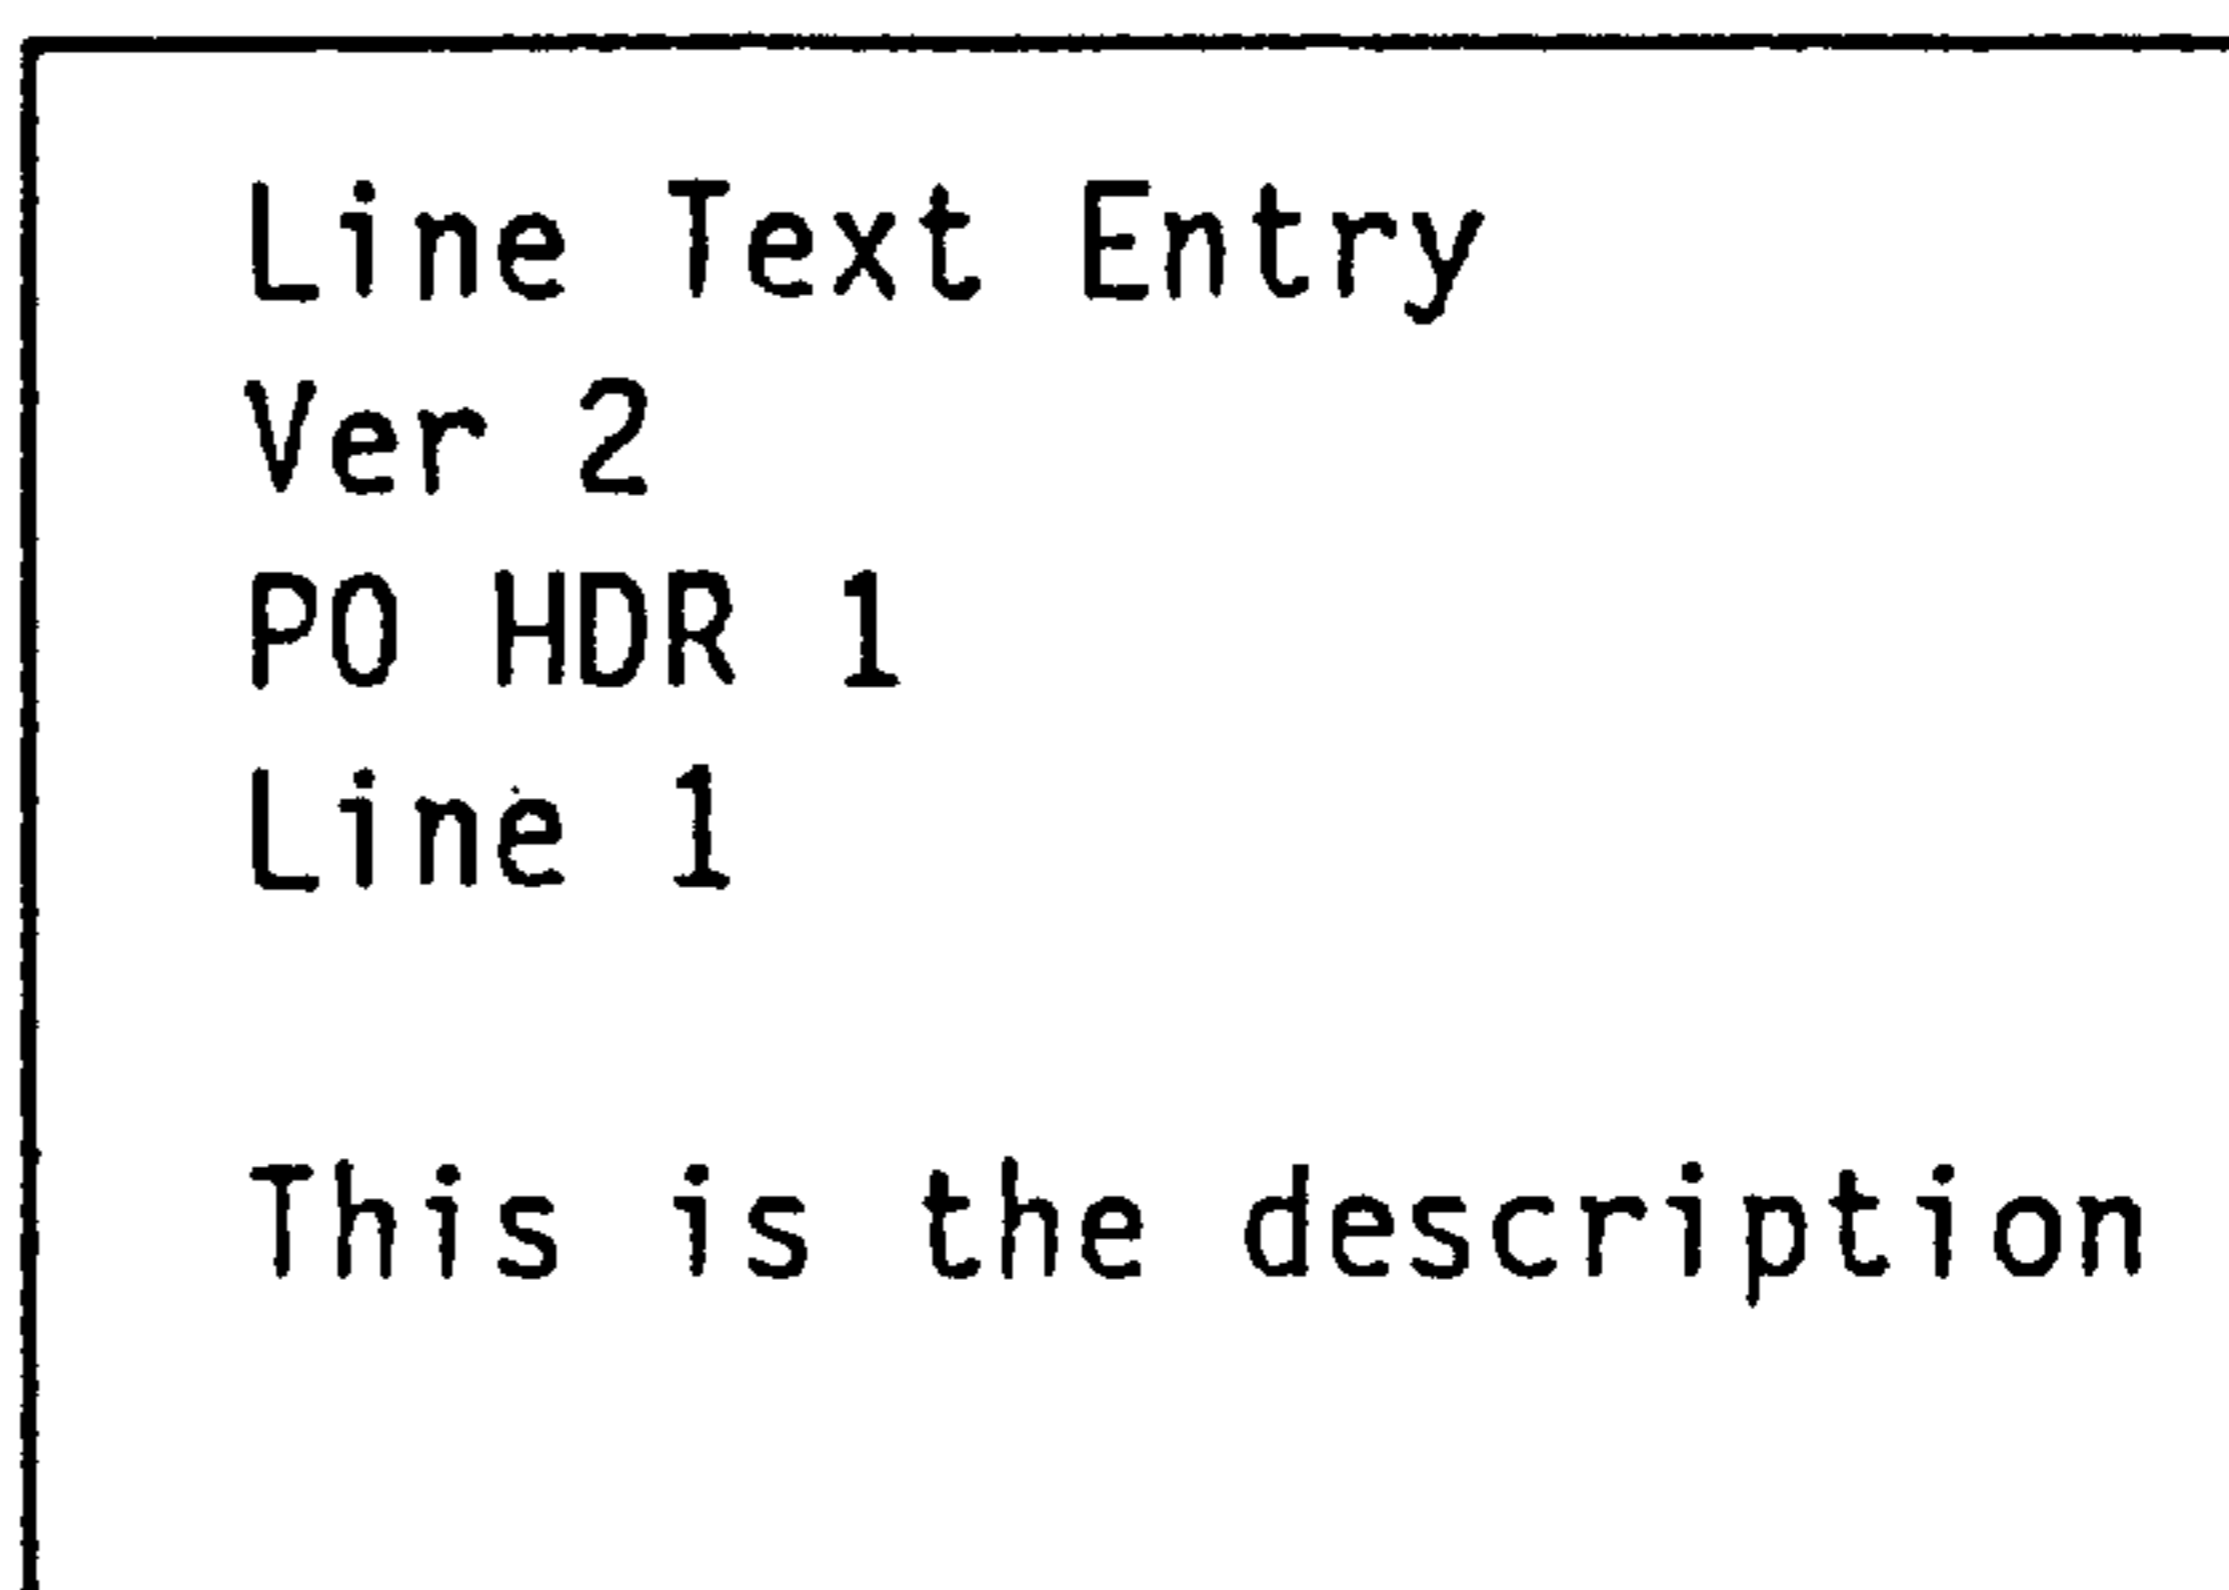 Line Text Entry
Ver 2
PO HDR 1
Line 1
This is the description